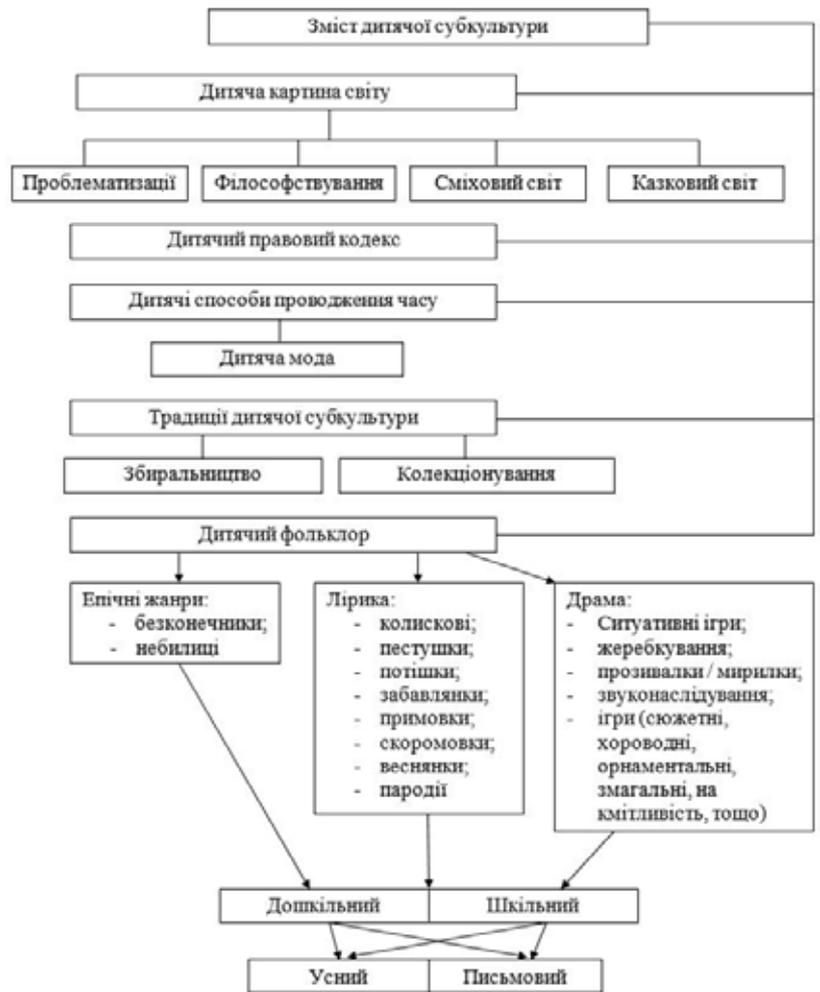 Зміст дитячої субкультури
Дитяча картина світу
Проблематизації
Філософствування
Сміховий світ
Казковий світ
Дитячий правовий кодекс
Дитячі способи проводження часу
Дитяча мода
Традиції дитячої субкультури
Збиральництво
Колекціонування
Дитячий фольклор
Епічні жанри:
- безконечники;
- небилиці
Лірика:
- колискові;
- пестушки;
- потішки;
- забавлянки;
- примовки;
- скоромовки;
- веснянки;
- пародії
Драма:
- Ситуативні ігри;
- жеребкування;
- прозивалки / мирилки;
- звуконаслідування;
- ігри (сюжетні,
хороводні,
орнаментальні,
змагальні, на
кмітливість, тощо)
Дошкільний
Шкільний
Усний
Письмовий